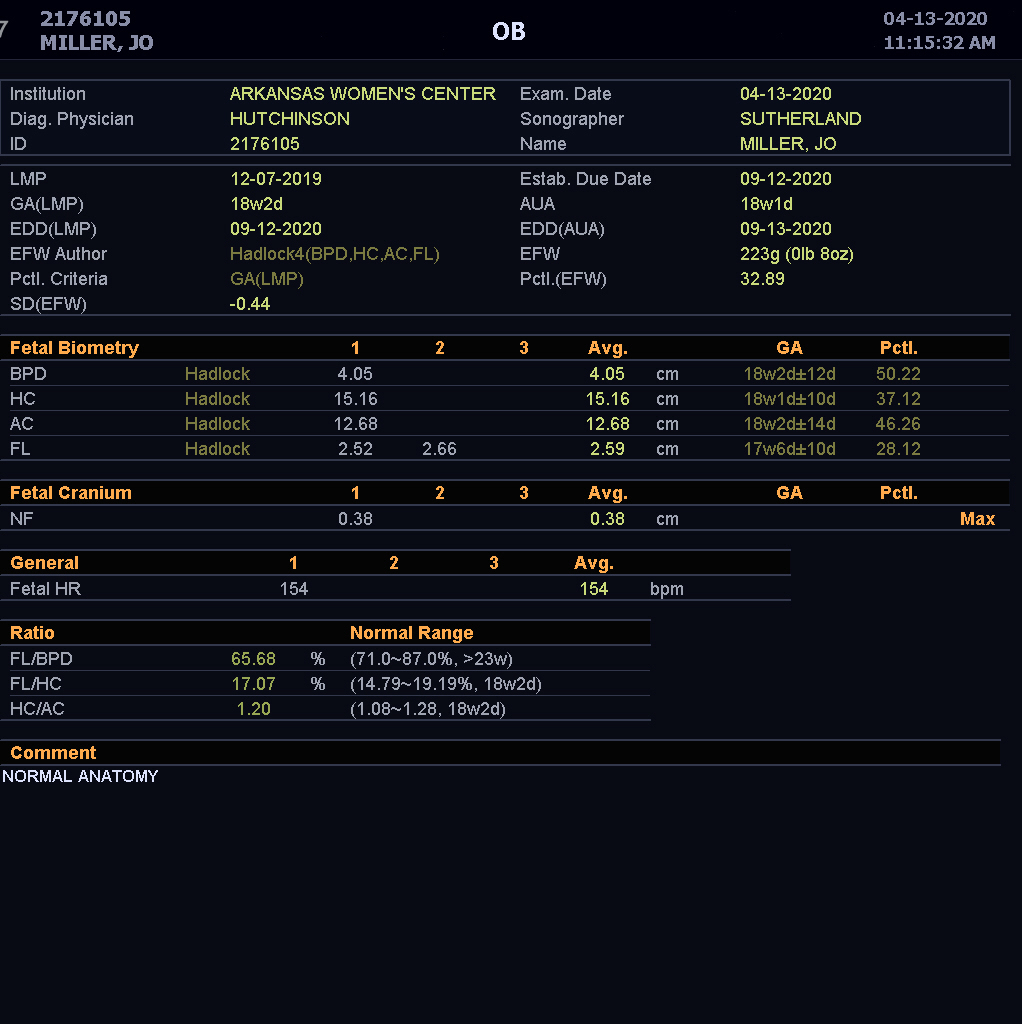 7 2176105 OB 04-13-2020
MILLER, JO 11:15:32 AM
Institution ARKANSAS WOMEN'S CENTER Exam. Date 04-13-2020
Diag. Physician HUTCHINSON Sonographer SUTHERLAND
ID 2176105 Name MILLER, JO
LMP 12-07-2019 Estab. Due Date 09-12-2020
GA(LMP) 18w2d AUA 18w1d
EDD(LMP) 09-12-2020 EDD(AUA) 09-13-2020
EFW Author Hadlock4(BPD,HC,AC,FL) EFW 223g (0lb 8oz)
Pctl. Criteria GA(LMP) Pctl.(EFW) 32.89
SD(EFW) -0.44
Fetal Biometry 1 2 3 Avg. GA Pctl.
BPD Hadlock 4.05 4.05 cm 18w2d±12d 50.22
HC Hadlock 15.16 15.16 cm 18w1d±10d 37.12
AC Hadlock 12.68 12.68 cm 18w2d±14d 46.26
FL Hadlock 2.52 2.66 2.59 cm 17w6d±10d 28.12
Fetal Cranium 1 2 3 Avg. GA Pctl.
NF 0.38 0.38 cm Max
General 1 2 3 Avg.
Fetal HR 154 154 bpm
Ratio Normal Range
FL/BPD 65.68 % (71.0~87.0%, >23w)
FL/HC 17.07 % (14.79~19.19%, 18w2d)
HC/AC 1.20 (1.08~1.28, 18w2d)
Comment
NORMAL ANATOMY